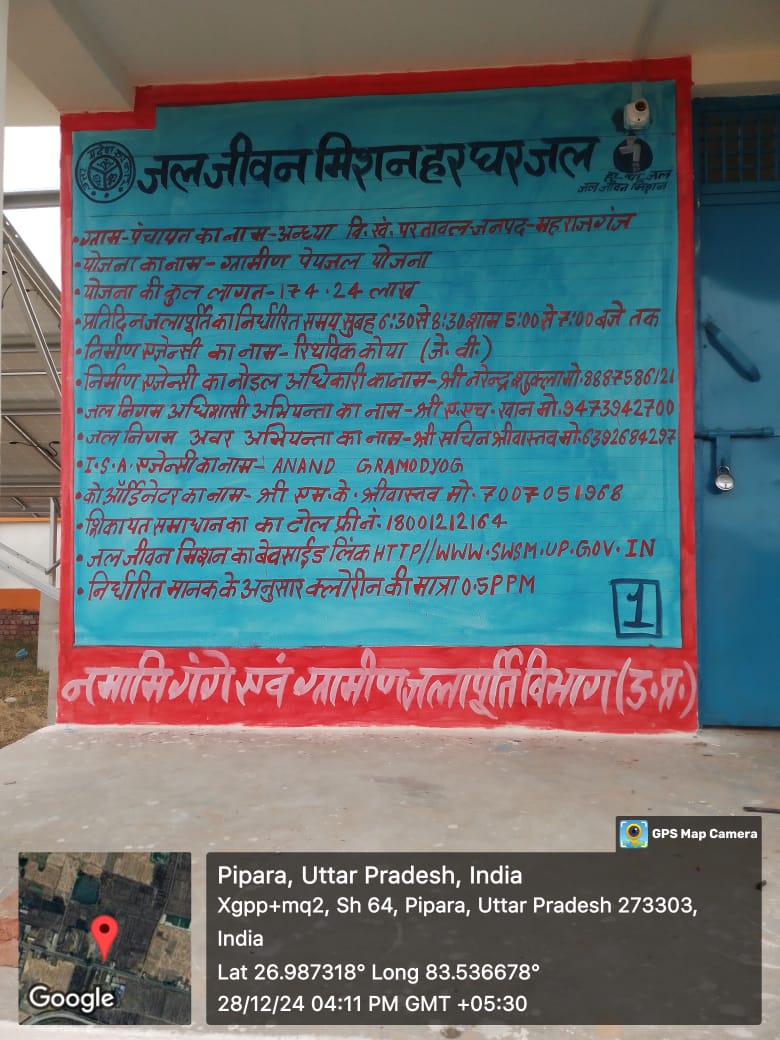 जल जीवन मिशन हर घर जल
हर घर जल
जल जीवन मिशन
•ग्राम-पंचायत का नाम-अन्ध्या वि.खं. परतावल जनपद-महराजगंज
•योजना का नाम- ग्रामीण पेयजल योजना
•योजना की कुल लागत-174.24 लाख
•प्रतिदिन जलापूर्ति का निर्धारित समय सुबह 6:30 से 8:30 शाम 5:00 से 7:00 बजे तक
•निर्माण एजेन्सी का नाम- रिथविक कोया (जे. वी.)
•निर्माण एजेन्सी का नोडल अधिकारी का नाम-श्री नरेन्द्र शुक्ला मो.8887586121
•जल निगम अधिशासी अभियन्ता का नाम-श्री ए.एच. खान मो.9473942700
•जल निगम अवर अभियन्ता का नाम-श्री सचिन श्रीवास्तव मो.6392684297
•I.S.A. एजेन्सी का नाम- ANAND GRAMODYOG
•को ऑर्डिनेटर का नाम- श्री एम.के. श्रीवास्तव मो. 7007051968
•शिकायत समाधान का का टोल फ्री नं. 18001212164
•जल जीवन मिशन का बेवसाईड लिंक HTTP//WWW.SWSM.UP.GOV.IN
•निर्धारित मानक के अनुसार क्लोरीन की मात्रा 0.5PPM
1
नमामि गंगे एवं ग्रामीण जलापूर्ति विभाग (उ.प्र.)
GPS Map Camera
Pipara, Uttar Pradesh, India
Xgpp+mq2, Sh 64, Pipara, Uttar Pradesh 273303,
India
Lat 26.987318° Long 83.536678°
28/12/24 04:11 PM GMT +05:30
Google